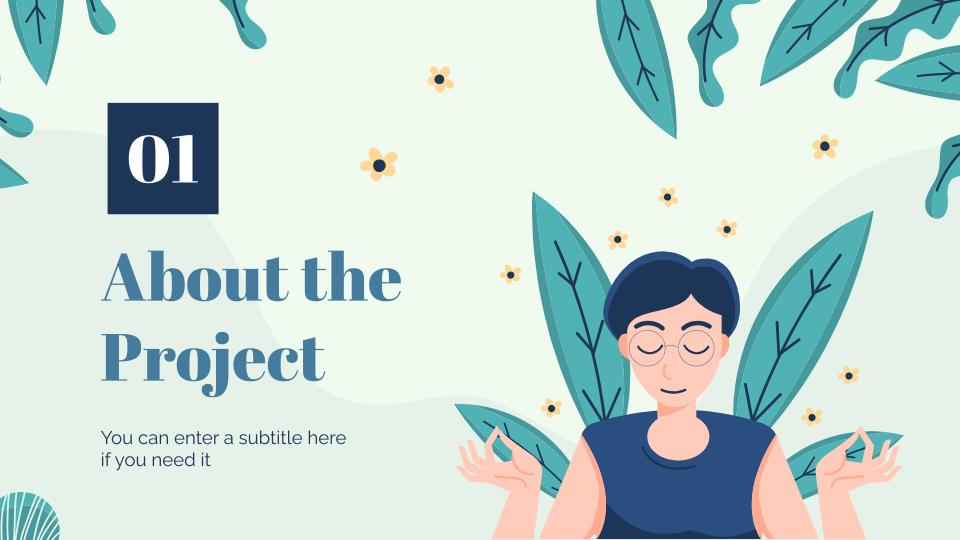 01
About the
Project
You can enter a subtitle here
if you need it